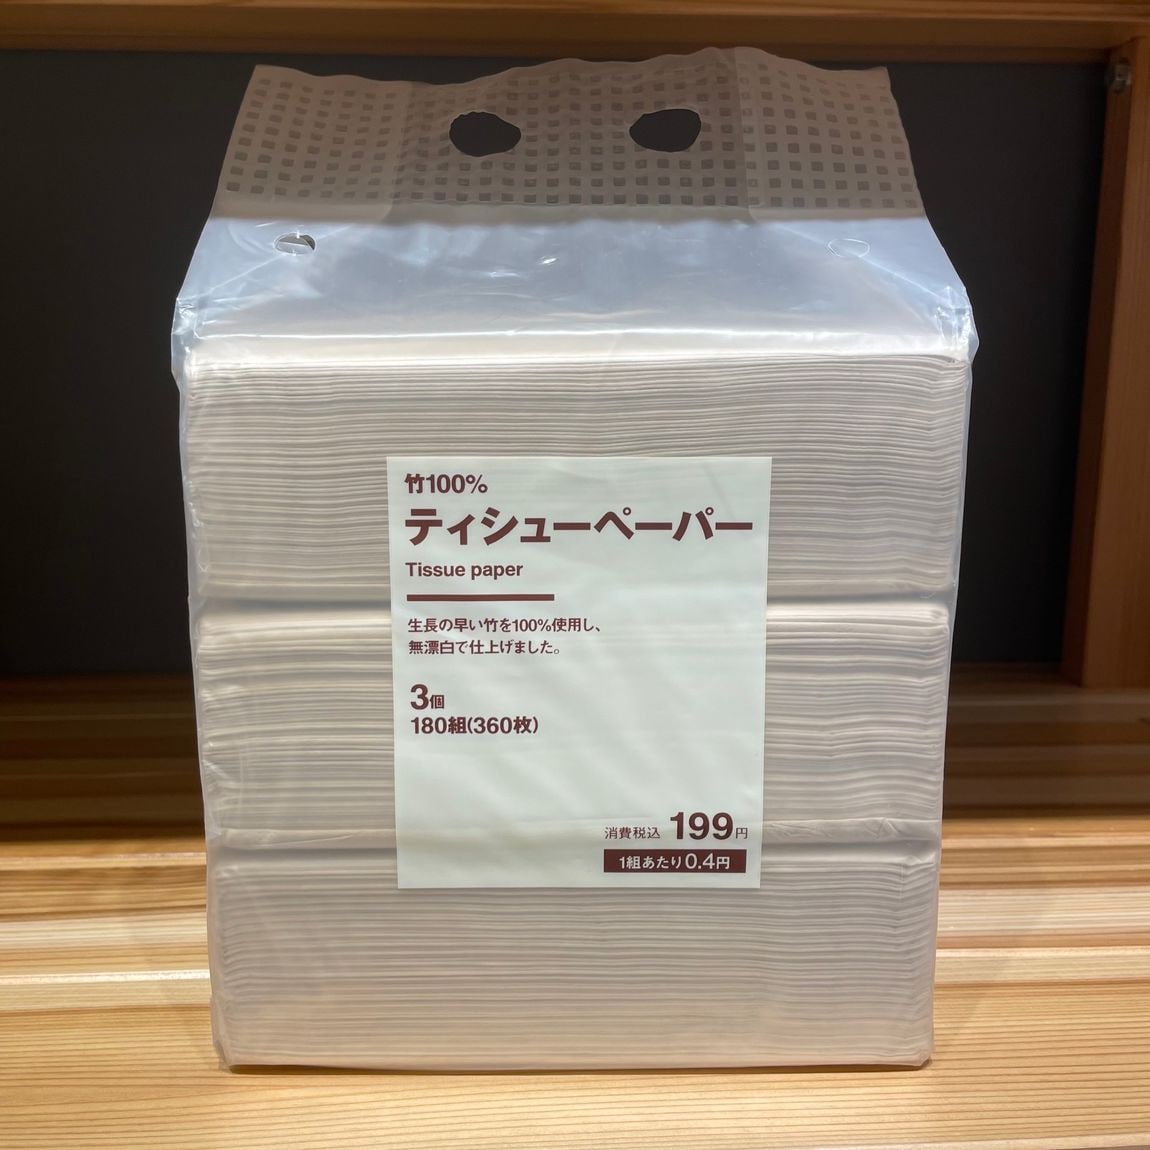 竹100%
ティシューペーパー
Tissue paper
生長の早い竹を100%使用し、
無漂白で仕上げました。
3個
180組(360枚)
消費税込 199円
1組あたり0.4円